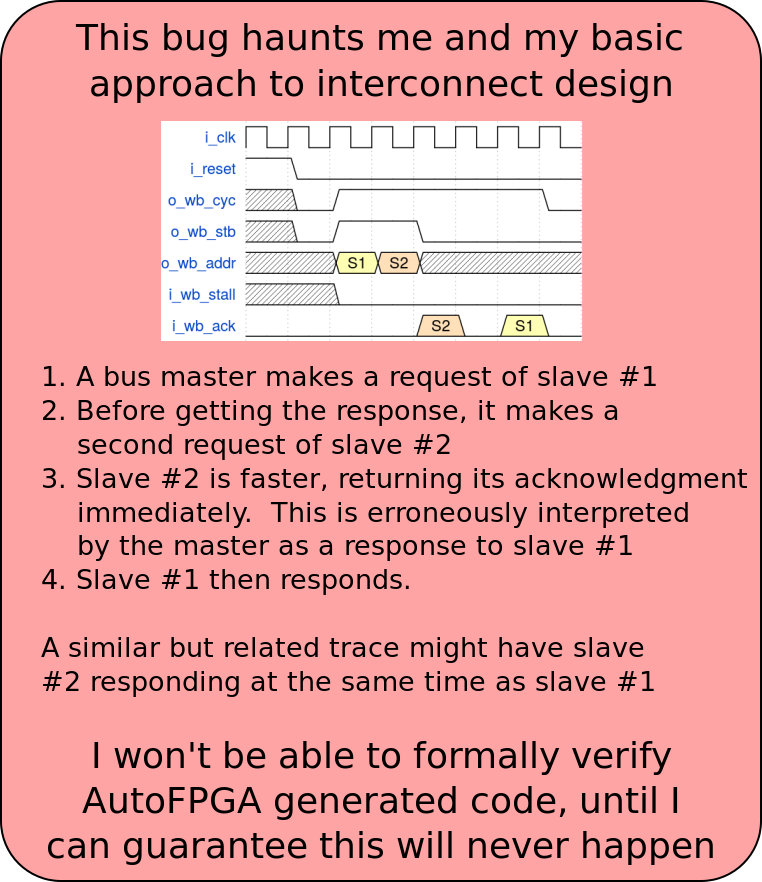 This bug haunts me and my basic
approach to interconnect design
i_clk
i_reset
o_wb_cyc
o_wb_stb
o_wb_addr S1 S2
i_wb_stall
i_wb_ack S2 S1
1. A bus master makes a request of slave #1
2. Before getting the response, it makes a
second request of slave #2
3. Slave #2 is faster, returning its acknowledgment
immediately.  This is erroneously interpreted
by the master as a response to slave #1
4. Slave #1 then responds.
A similar but related trace might have slave
#2 responding at the same time as slave #1
I won't be able to formally verify
AutoFPGA generated code, until I
can guarantee this will never happen